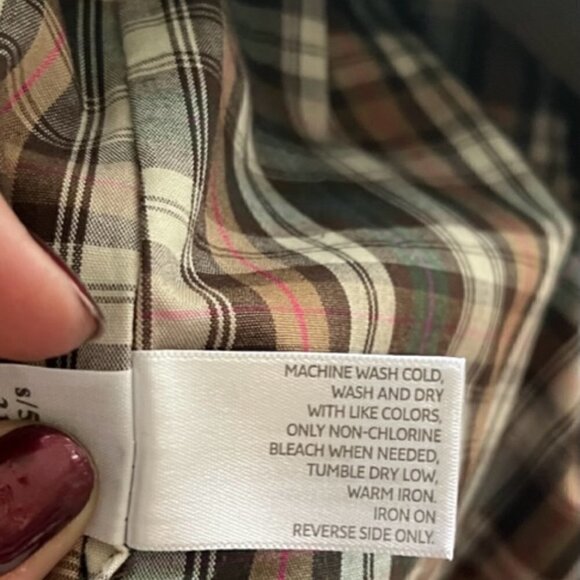 MACHINE WASH COLD,
WASH AND DRY
WITH LIKE COLORS,
ONLY NON-CHLORINE
BLEACH WHEN NEEDED,
TUMBLE DRY LOW,
WARM IRON.
IRON ON
REVERSE SIDE ONLY.